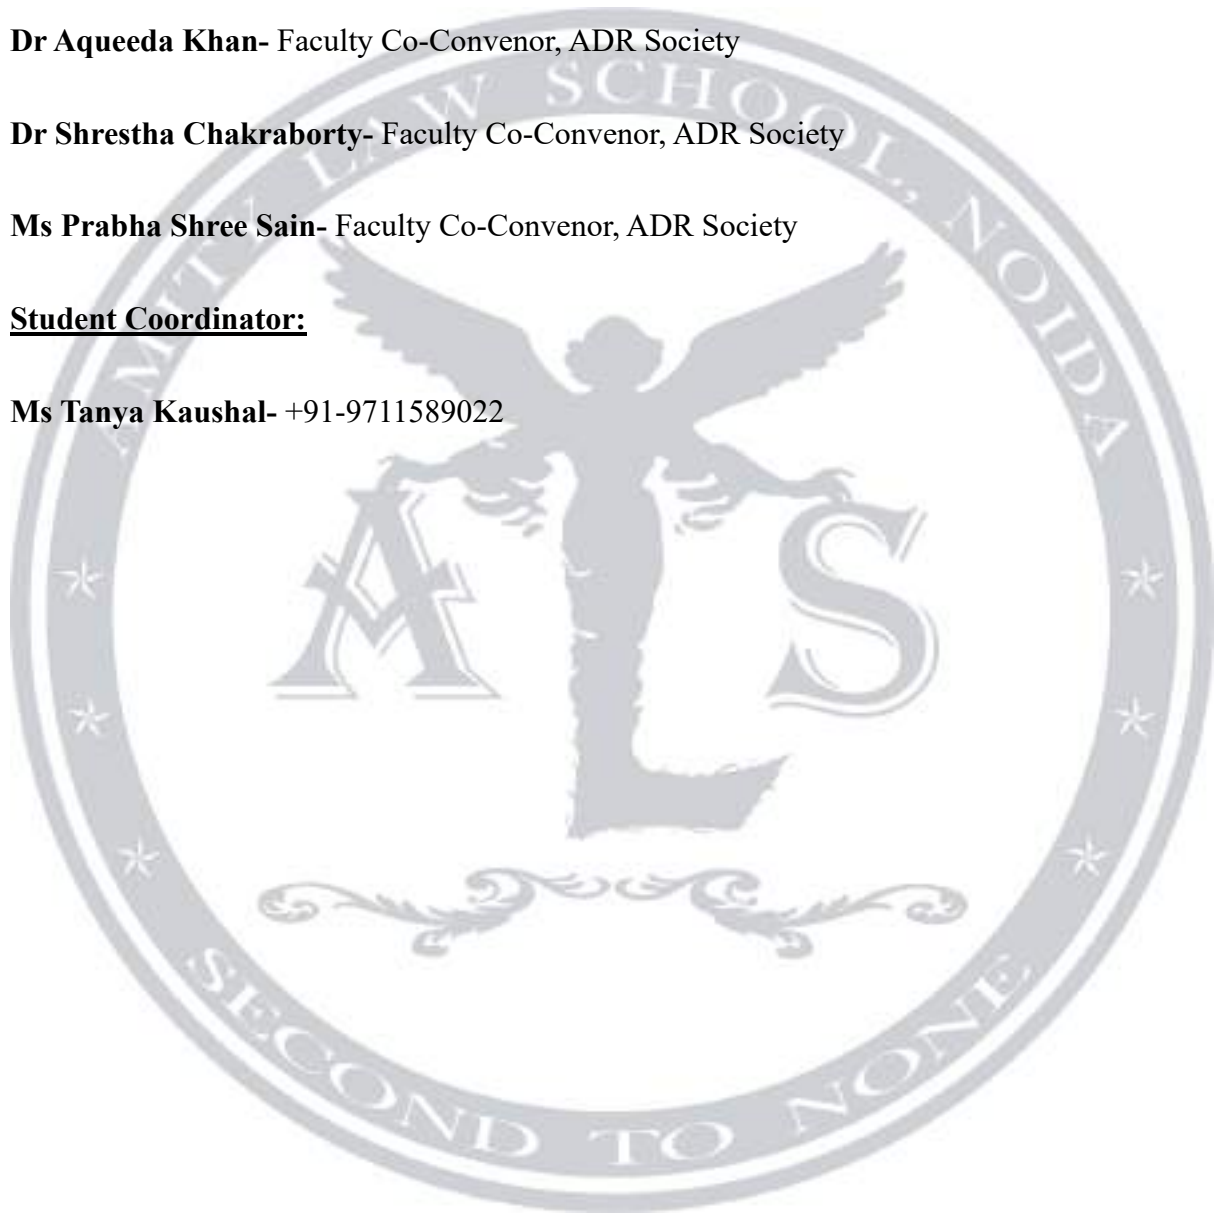 Dr Aqueeda Khan- Faculty Co-Convenor, ADR Society
Dr Shrestha Chakraborty- Faculty Co-Convenor, ADR Society
Ms Prabha Shree Sain- Faculty Co-Convenor, ADR Society
Student Coordinator:
Ms Tanya Kaushal- +91-9711589022
AMITY LAW SCHOOL, NOIDA
ALS
SECOND TO NONE